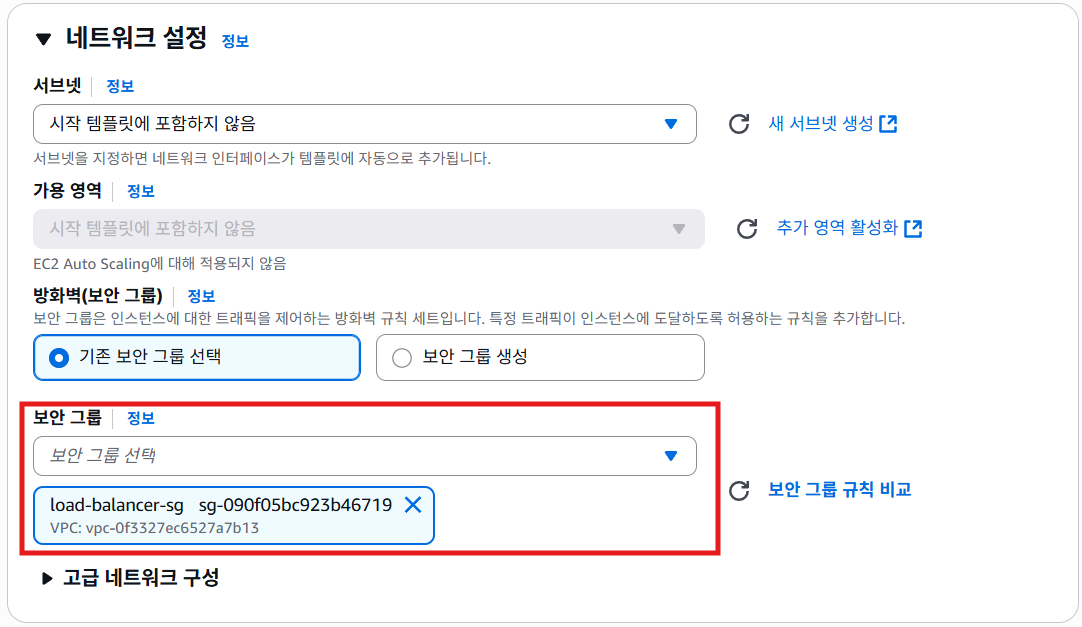 네트워크 설정 정보
서브넷 정보
시작 템플릿에 포함하지 않음
새 서브넷 생성
서브넷을 지정하면 네트워크 인터페이스가 템플릿에 자동으로 추가됩니다.
가용 영역 정보
시작 템플릿에 포함하지 않음
추가 영역 활성화
EC2 Auto Scaling에 대해 적용되지 않음
방화벽(보안 그룹) 정보
보안 그룹은 인스턴스에 대한 트래픽을 제어하는 방화벽 규칙 세트입니다. 특정 트래픽이 인스턴스에 도달하도록 허용하는 규칙을 추가합니다.
기존 보안 그룹 선택
보안 그룹 생성
보안 그룹 정보
보안 그룹 선택
load-balancer-sg sg-090f05bc923b46719
VPC: vpc-0f3327ec6527a7b13
보안 그룹 규칙 비교
고급 네트워크 구성